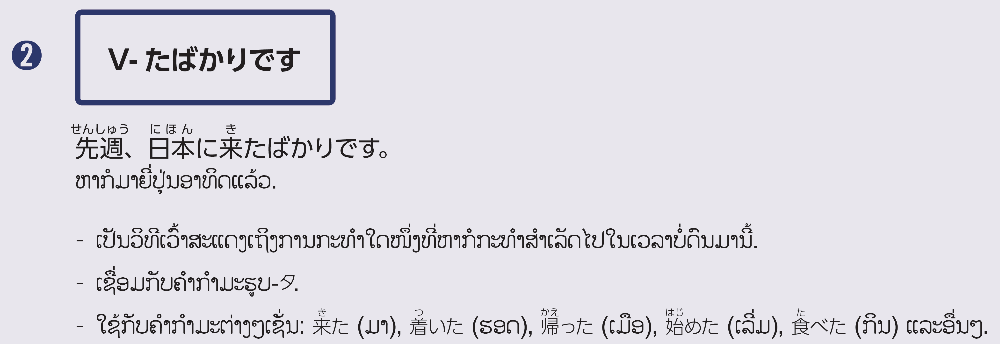 2
V- たばかりです
せんしゅう にほん き
先週、日本に来たばかりです。
ຫາກໍມາຍີ່ປຸ່ນອາທິດແລ້ວ.
- ເປັນວິທີເວົ້າສະແດງເຖິງການກະທຳໃດໜຶ່ງທີ່ຫາກໍກະທຳສຳເລັດໄປໃນເວລາບໍ່ດົນມານີ້.
- ເຊື່ອມກັບຄຳກຳມະຮູບ-タ.
き つ かえ はじ た
- ໃຊ້ກັບຄຳກຳມະຕ່າງໆເຊັ່ນ: 来た (ມາ), 着いた (ຮອດ), 帰った (ເມືອ), 始めた (ເລີ່ມ), 食べた (ກິນ) ແລະອື່ນໆ.